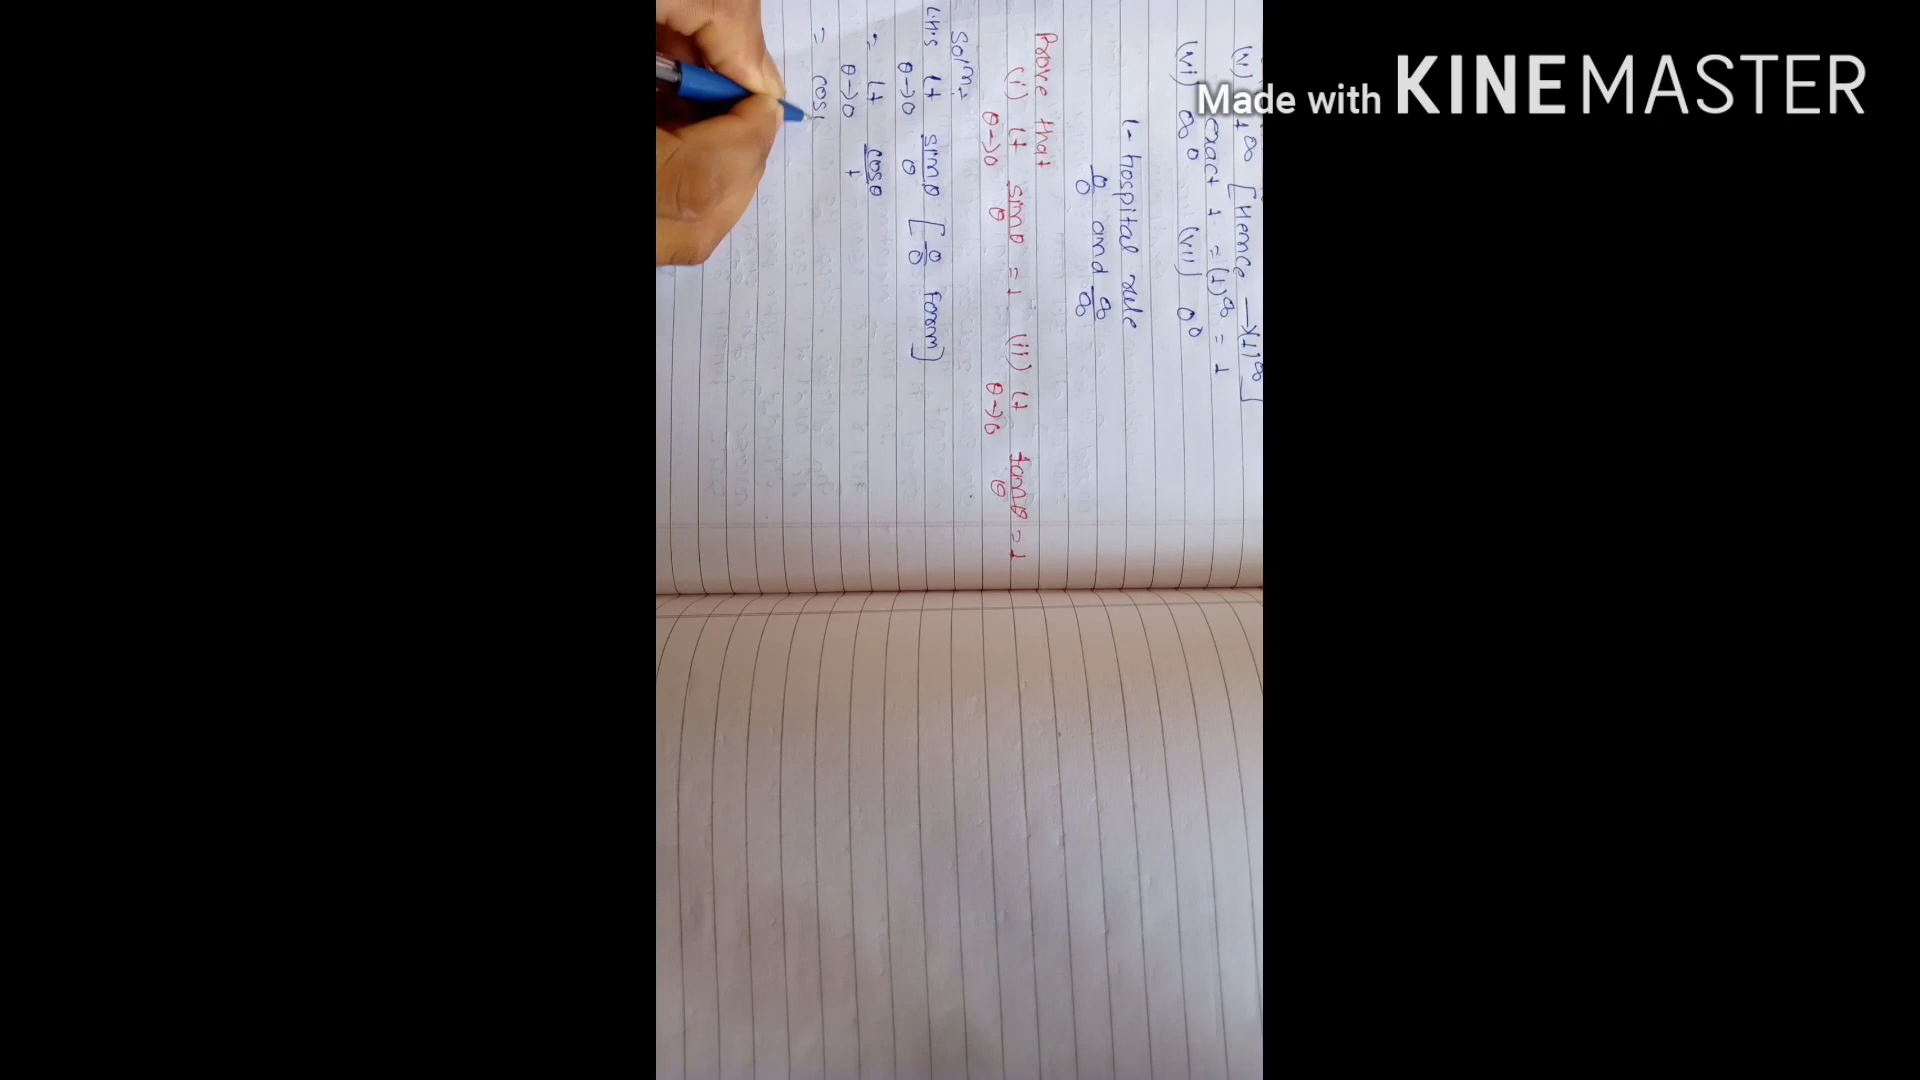 Made with KINEMASTER
(v) 1^∞ [Hence → (1)^∞]
exact 1 = (1)^∞ = 1
(vi) ∞^0 (vii) 0^0
L-hospital rule
0/0 and ∞/∞
Prove that
(i) Lt θ→0 sinθ/θ = 1 (ii) Lt θ→0 tanθ/θ = 1
Soln:
L.H.S Lt θ→0 sinθ/θ [0/0 form]
= Lt θ→0 cosθ/1
= cos